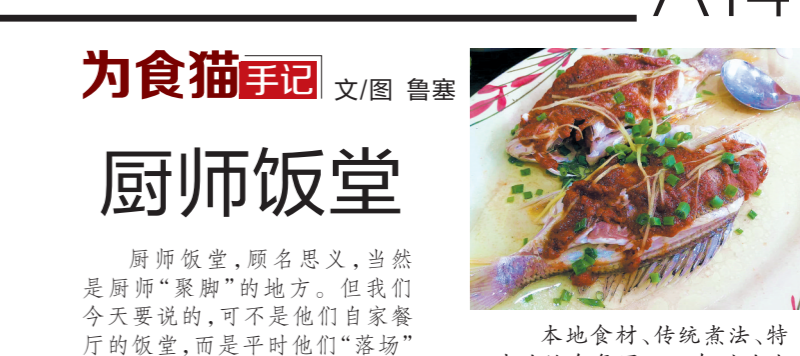 为食猫手记 文/图 鲁塞
厨师饭堂
厨师饭堂，顾名思义，当然
是厨师“聚脚”的地方。但我们
今天要说的，可不是他们自家餐
厅的饭堂，而是平时他们“落场”
本地食材、传统煮法、特